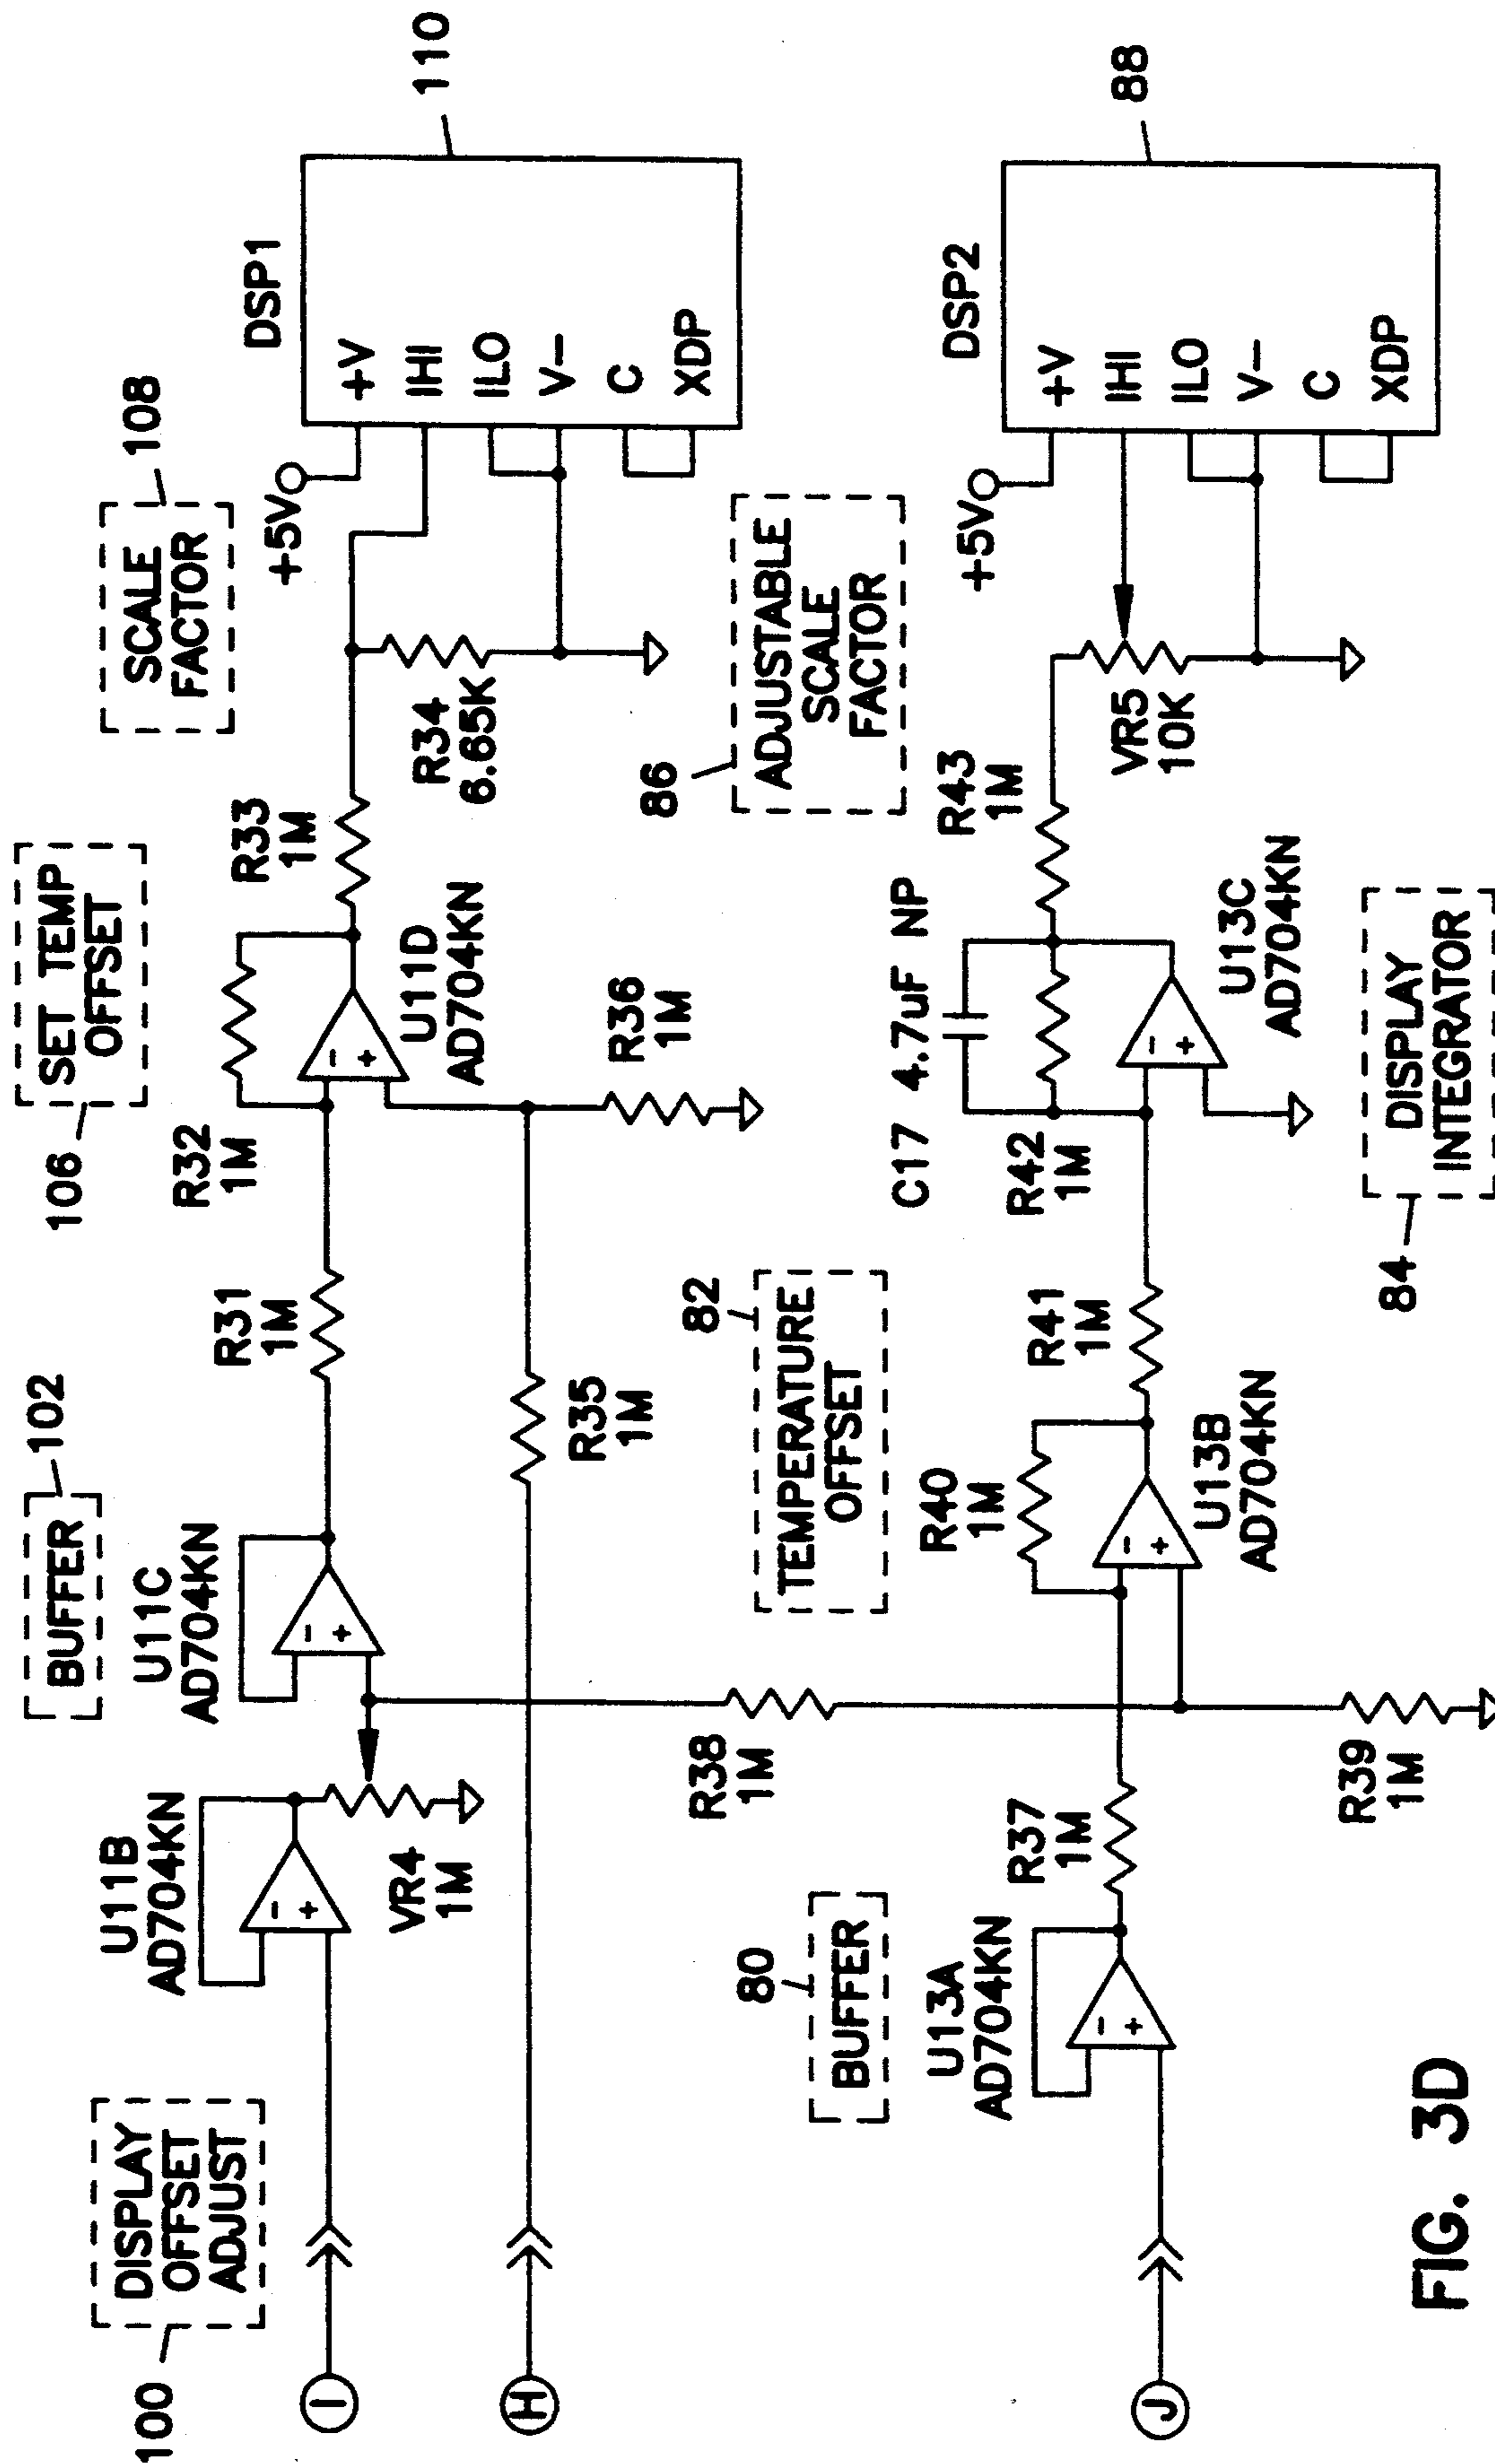 100
DISPLAY
OFFSET
ADJUST
I
H
U11B
AD704KN
VR4
1M
BUFFER
102
U11C
AD704KN
R31
1M
R35
1M
106
SET TEMP
OFFSET
R32
1M
- +
U11D
AD704KN
R36
1M
R33
1M
SCALE
FACTOR
108
R34
6.65K
+5V
DSP1
+V
IHI
ILO
V-
C
XDP
110
J
80
BUFFER
U13A
AD704KN
R37
1M
R38
1M
R39
1M
82
TEMPERATURE
OFFSET
R40
1M
U13B
AD704KN
R41
1M
C17 4.7uF NP
R42
1M
U13C
AD704KN
84
DISPLAY
INTEGRATOR
R43
1M
86
ADJUSTABLE
SCALE
FACTOR
VR5
10K
+5V
DSP2
+V
IHI
ILO
V-
C
XDP
88
FIG. 3D